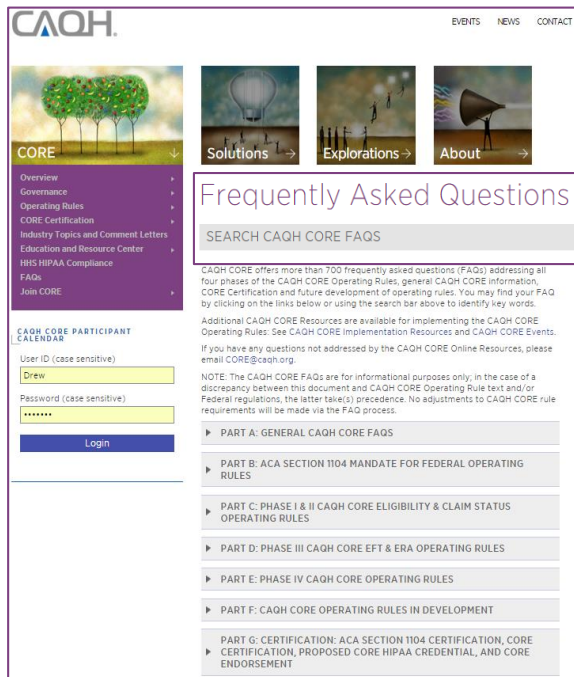 CAQH.
EVENTS NEWS CONTACT
CORE
Solutions
Explorations
About
Overview
Governance
Operating Rules
CORE Certification
Industry Topics and Comment Letters
Education and Resource Center
HHS HIPAA Compliance
FAQs
Join CORE
CAQH CORE PARTICIPANT
CALENDAR
User ID (case sensitive)
Drew
Password (case sensitive)
•••••••
Login
Frequently Asked Questions
SEARCH CAQH CORE FAQS
CAQH CORE offers more than 700 frequently asked questions (FAQs) addressing all
four phases of the CAQH CORE Operating Rules, general CAQH CORE information,
CORE Certification and future development of operating rules. You may find your FAQ
by clicking on the links below or using the search bar above to identify key words.
Additional CAQH CORE Resources are available for implementing the CAQH CORE
Operating Rules: See CAQH CORE Implementation Resources and CAQH CORE Events.
If you have any questions not addressed by the CAQH CORE Online Resources, please
email CORE@caqh.org.
NOTE: The CAQH CORE FAQs are for informational purposes only; in the case of a
discrepancy between this document and CAQH CORE Operating Rule text and/or
Federal regulations, the latter take(s) precedence. No adjustments to CAQH CORE rule
requirements will be made via the FAQ process.
PART A: GENERAL CAQH CORE FAQS
PART B: ACA SECTION 1104 MANDATE FOR FEDERAL OPERATING
RULES
PART C: PHASE I & II CAQH CORE ELIGIBILITY & CLAIM STATUS
OPERATING RULES
PART D: PHASE III CAQH CORE EFT & ERA OPERATING RULES
PART E: PHASE IV CAQH CORE OPERATING RULES
PART F: CAQH CORE OPERATING RULES IN DEVELOPMENT
PART G: CERTIFICATION: ACA SECTION 1104 CERTIFICATION, CORE
CERTIFICATION, PROPOSED CORE HIPAA CREDENTIAL, AND CORE
ENDORSEMENT